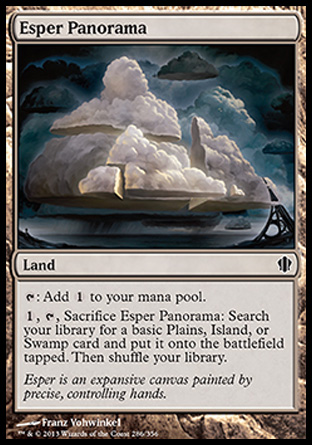 Esper Panorama
Land
: Add 1 to your mana pool.
1, , Sacrifice Esper Panorama: Search
your library for a basic Plains, Island, or
Swamp card and put it onto the battlefield
tapped. Then shuffle your library.
Esper is an expansive canvas painted by
precise, controlling hands.
Franz Vohwinkel
™ & © 2013 Wizards of the Coast 286/356